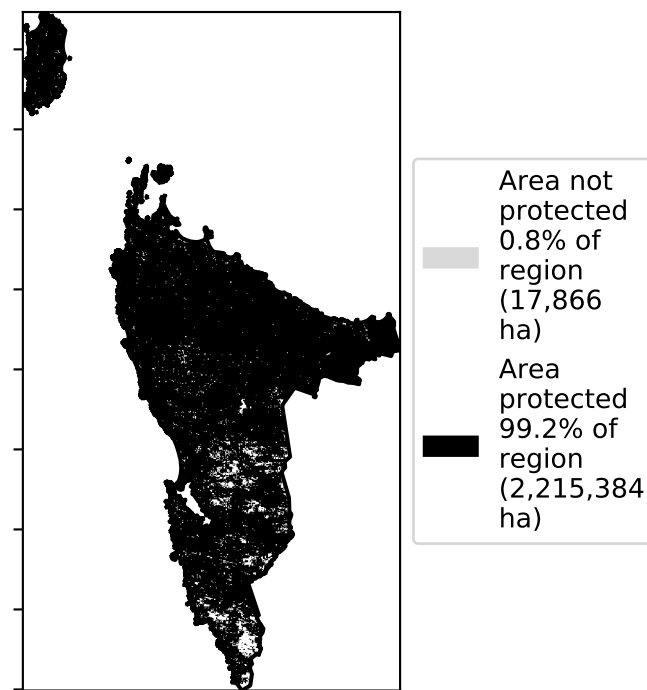 Area not
protected
0.8% of
region
(17,866
ha)
Area
protected
99.2% of
region
(2,215,384
ha)